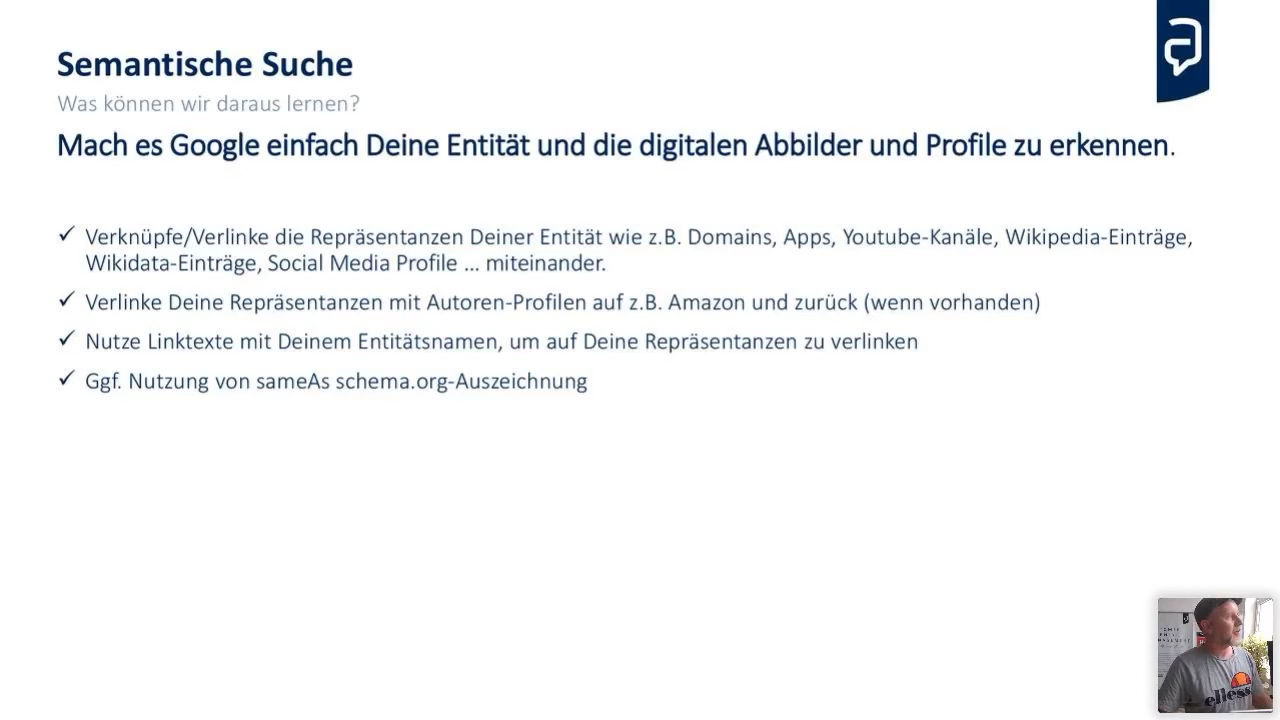 Semantische Suche
Was können wir daraus lernen?
Mach es Google einfach Deine Entität und die digitalen Abbilder und Profile zu erkennen.
✓ Verknüpfe/Verlinke die Repräsentanzen Deiner Entität wie z.B. Domains, Apps, Youtube-Kanäle, Wikipedia-Einträge,
Wikidata-Einträge, Social Media Profile ... miteinander.
✓ Verlinke Deine Repräsentanzen mit Autoren-Profilen auf z.B. Amazon und zurück (wenn vorhanden)
✓ Nutze Linktexte mit Deinem Entitätsnamen, um auf Deine Repräsentanzen zu verlinken
✓ Ggf. Nutzung von sameAs schema.org-Auszeichnung
ellesse